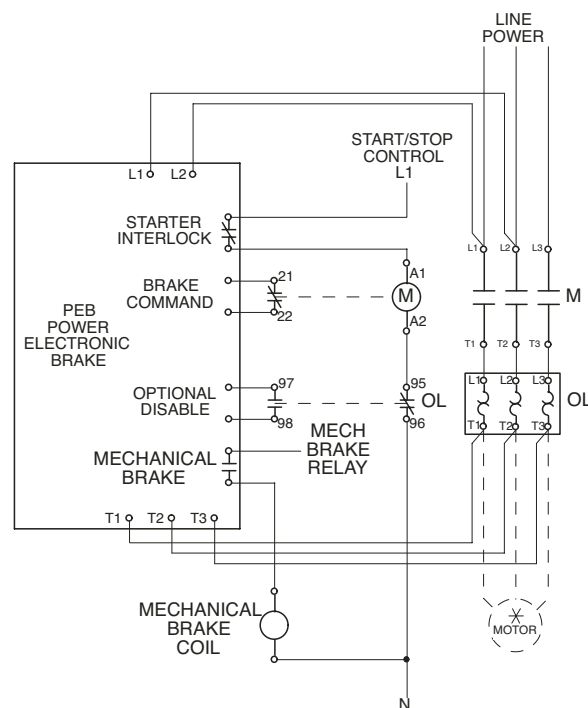 LINE
POWER
START/STOP
CONTROL
L1
L1
L2
STARTER
INTERLOCK
BRAKE
COMMAND
21
22
PEB
POWER
ELECTRONIC
BRAKE
A1
M
A2
L1
L2
L3
M
T1
T2
T3
OPTIONAL
DISABLE
97
98
95
96
OL
L1
L2
L3
OL
T1
T2
T3
MECHANICAL
BRAKE
MECH
BRAKE
RELAY
T1
T2
T3
MECHANICAL
BRAKE
COIL
MOTOR
N